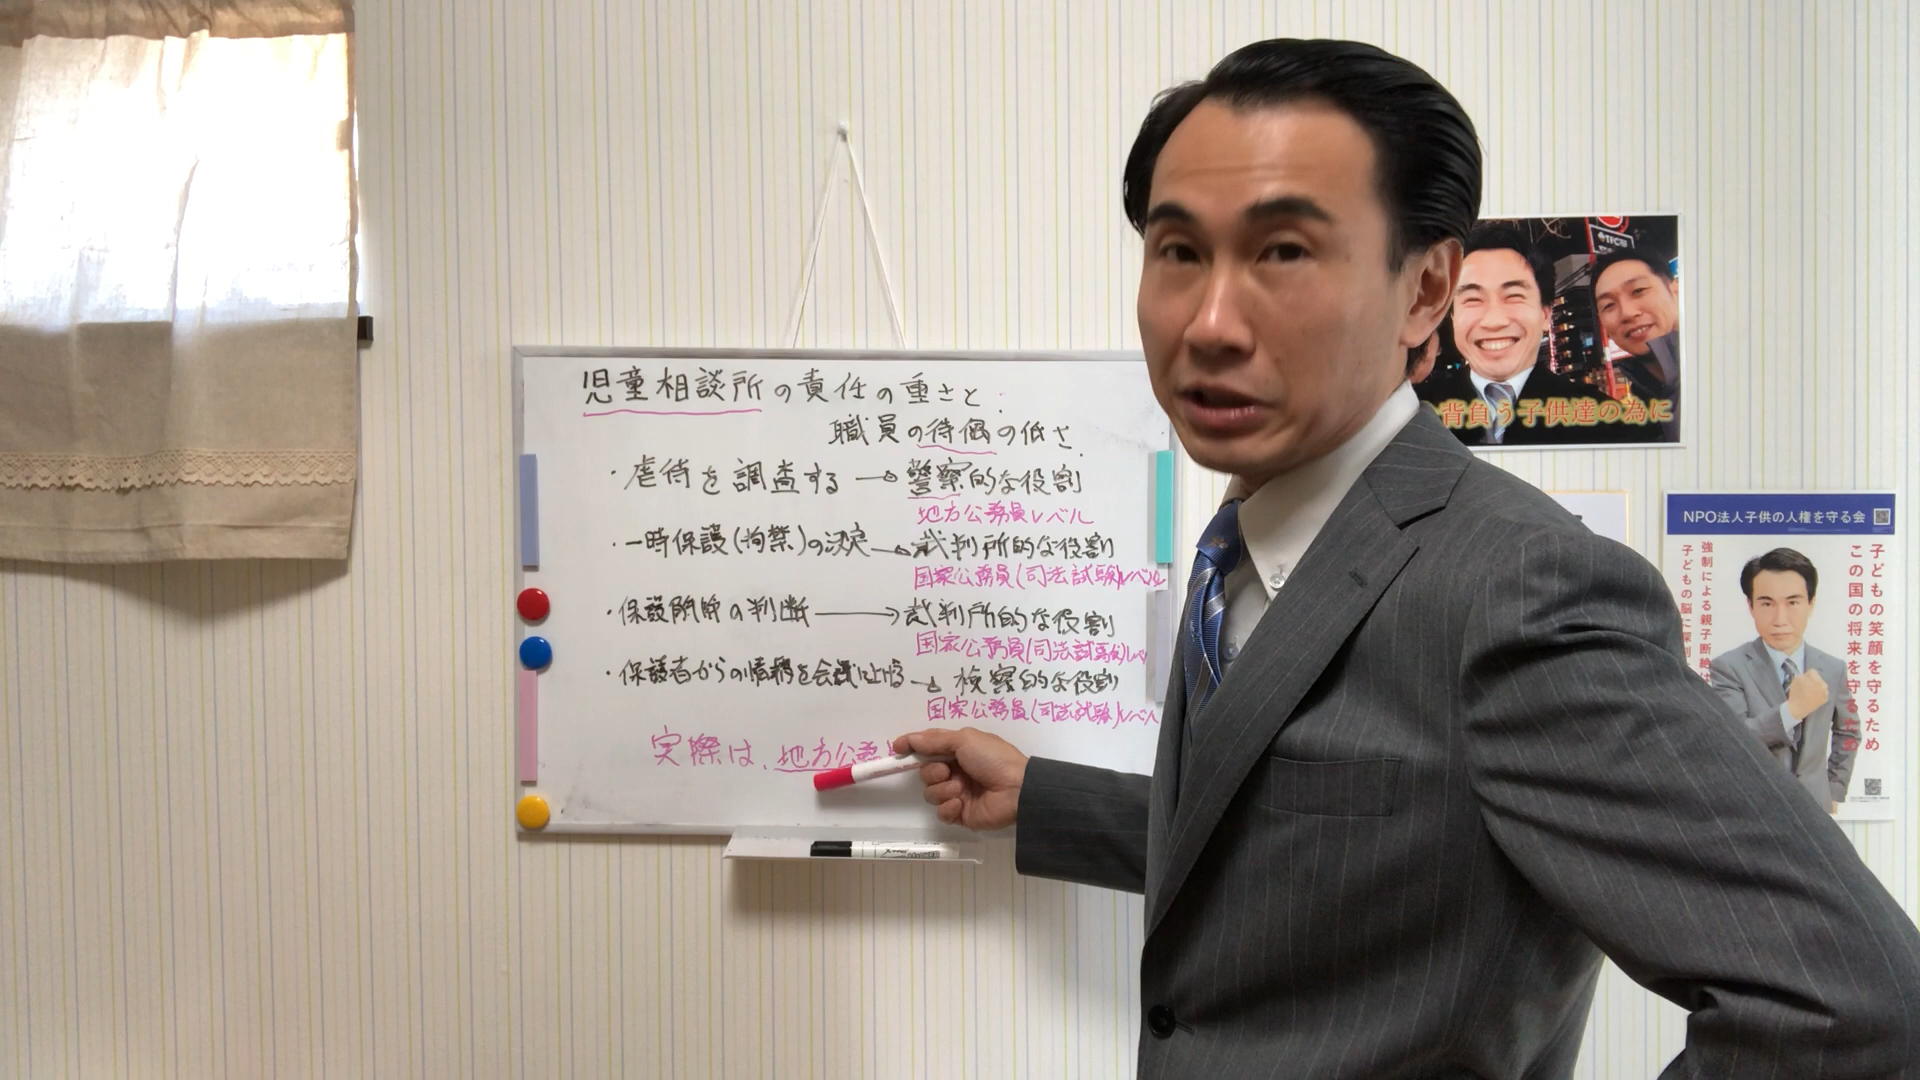 児童相談所の責任の重さと
職員の待偶の低さ
・虐待を調査する → 警察的な役割
地方公務員レベル
・一時保護(拘禁)の決定 → 裁判所的な役割
国家公務員(司法試験)レベル
・保護解除の判断 → 裁判所的な役割
国家公務員(司法試験)レベル
・保護者からの情報を会議に上げる → 検察的な役割
国家公務員(司法試験)レベル
実際は、地方公務
背負う子供達の為に
NPO法人子供の人権を守る会
子どもの笑顔を守るため
この国の将来を守るため
強制による親子断絶は
子どもの脳に深刻